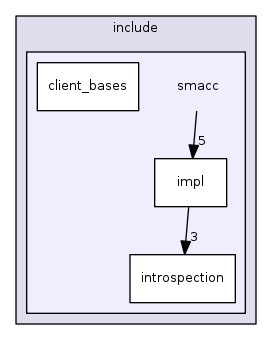 include
client_bases
smacc
5
impl
3
introspection